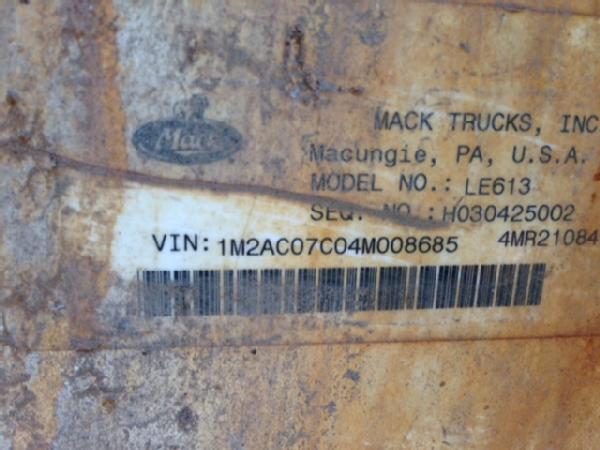 Mack
MACK TRUCKS, INC
Macungie, PA, U.S.A.
MODEL NO.: LE613
SEQ. NO.: H030425002
VIN: 1M2AC07C04M008685 4MR21084